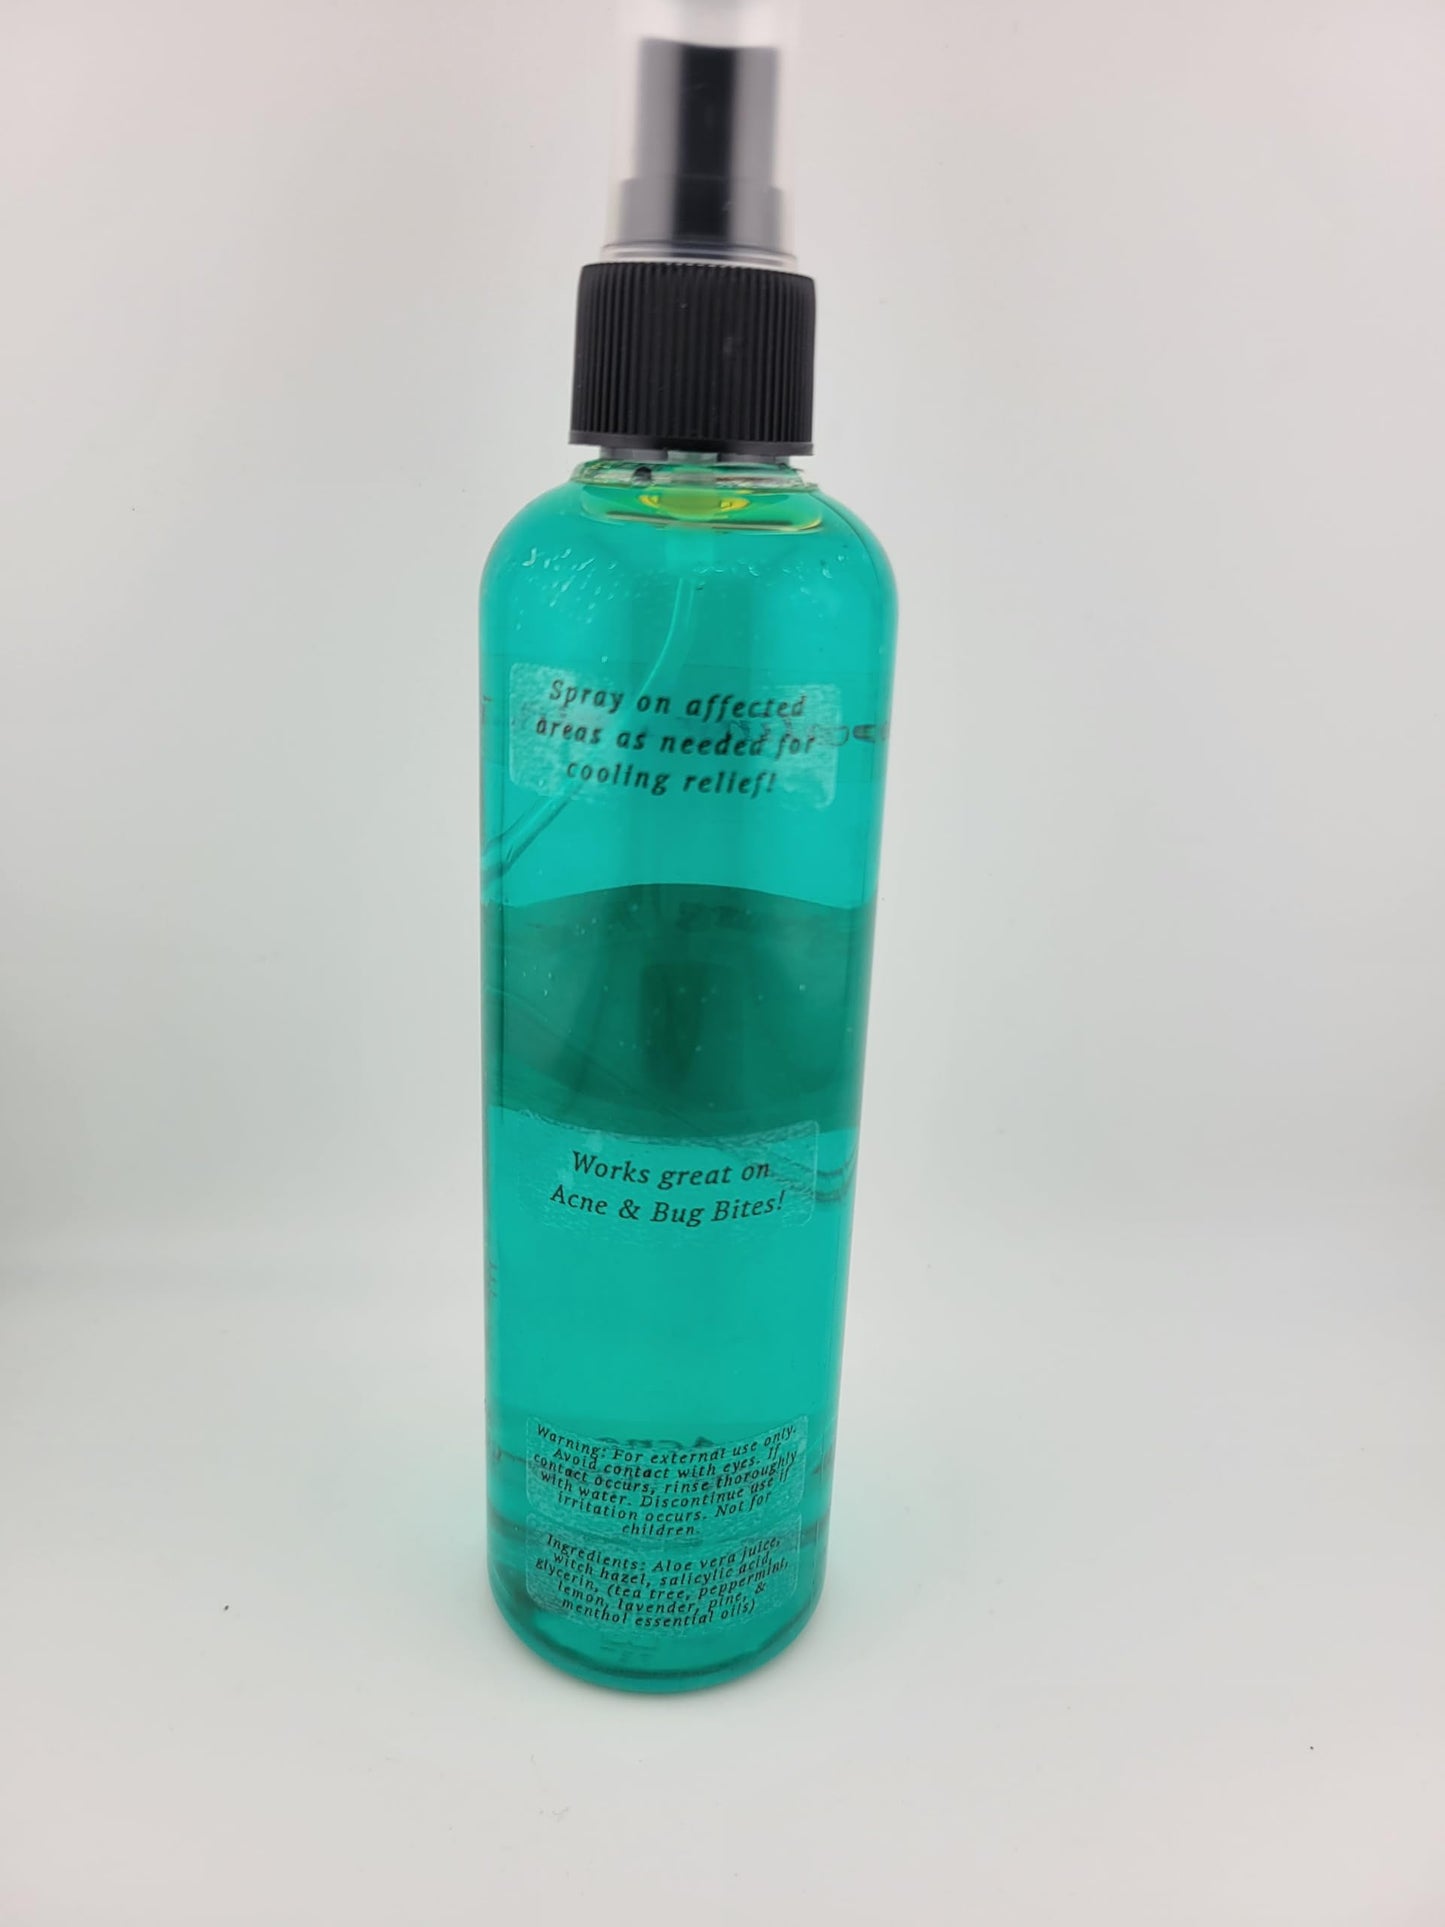 Spray on affected
areas as needed for
cooling relief!
Works great on
Acne & Bug Bites!
Warning: For external use only.
Avoid contact with eyes. If
contact occurs, rinse thoroughly
with water. Discontinue use if
irritation occurs. Not for
children.
Ingredients: Aloe vera juice,
witch hazel, salicylic acid,
glycerin, (tea tree, peppermint,
lemon, lavender, pine, &
menthol essential oils)